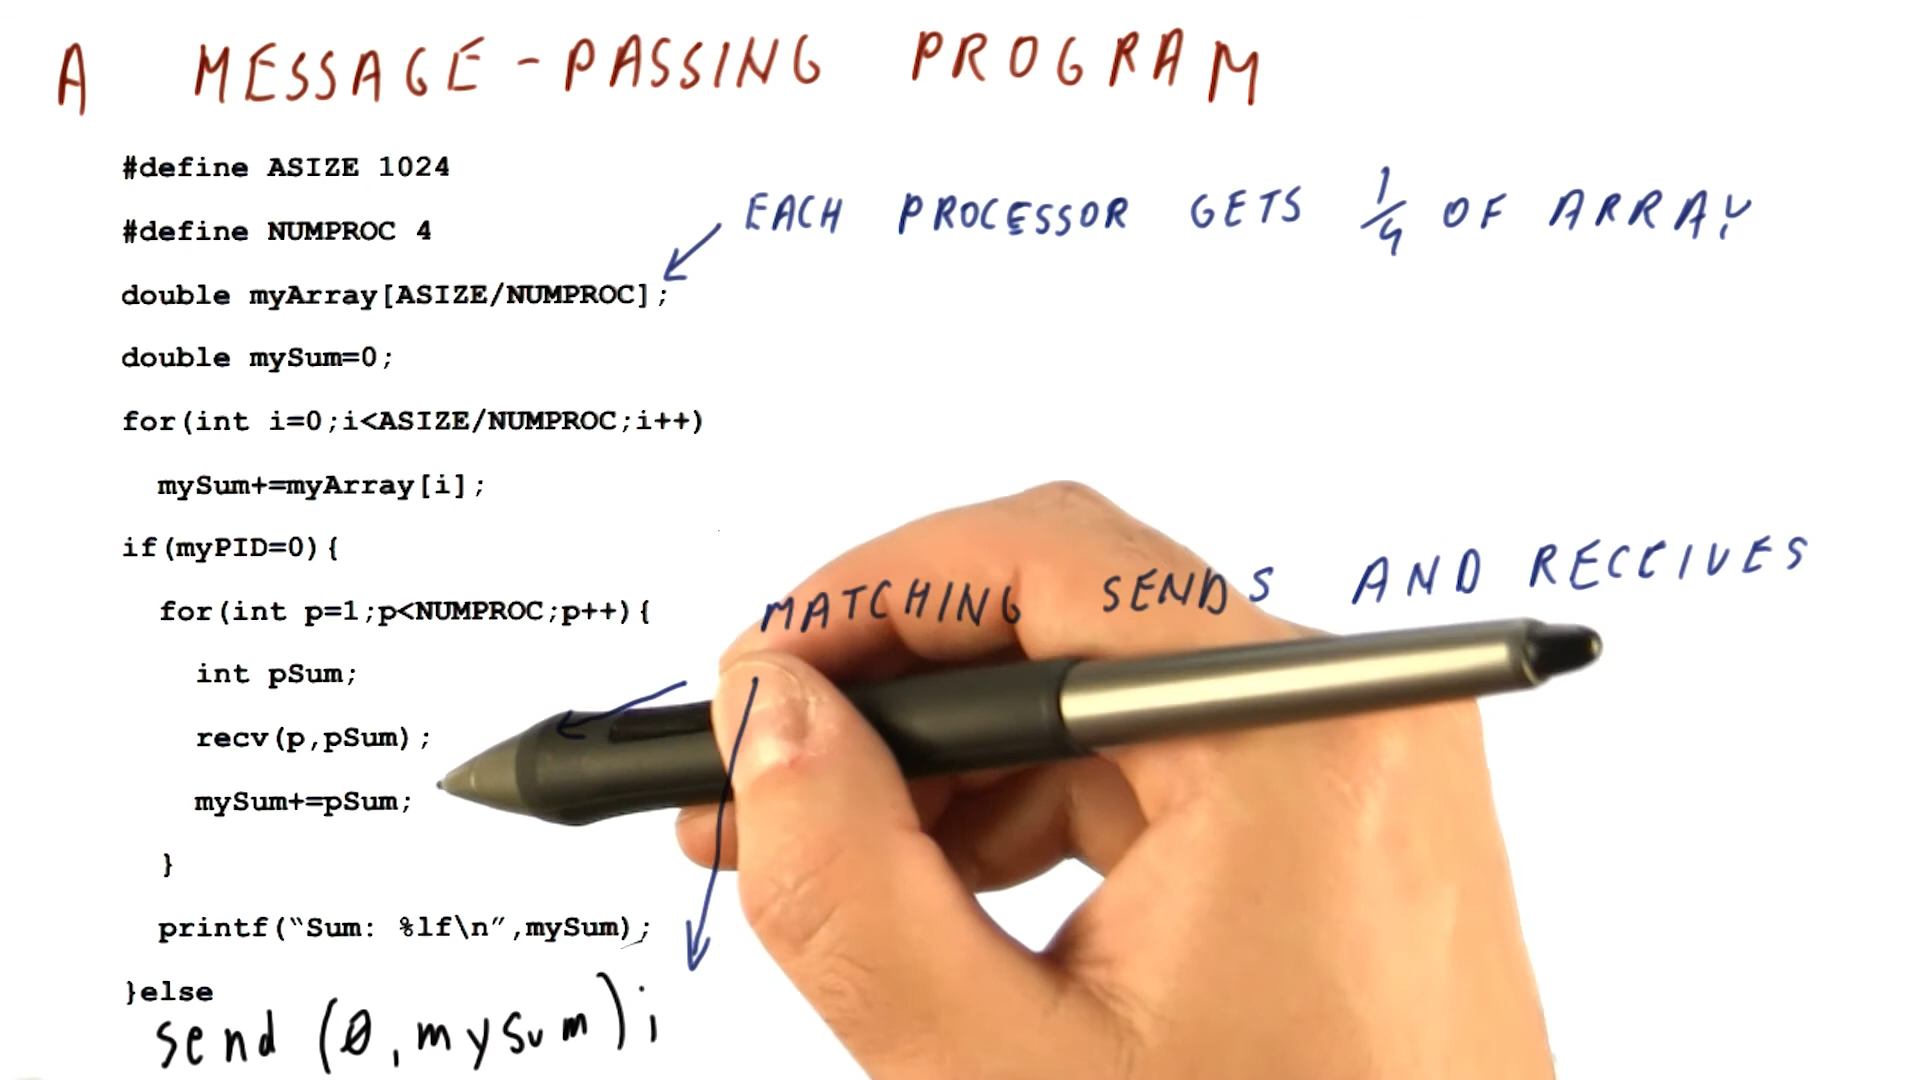 A MESSAGE-PASSING PROGRAM
#define ASIZE 1024
#define NUMPROC 4
EACH PROCESSOR GETS 1/4 OF ARRAY
double myArray[ASIZE/NUMPROC];
double mySum=0;
for(int i=0;i<ASIZE/NUMPROC;i++)
mySum+=myArray[i];
if(myPID=0){
MATCHING SENDS AND RECEIVES
for(int p=1;p<NUMPROC;p++){
int pSum;
recv(p,pSum);
mySum+=pSum;
}
printf(“Sum: %lf\n”,mySum);
}else
send (0,mySum);